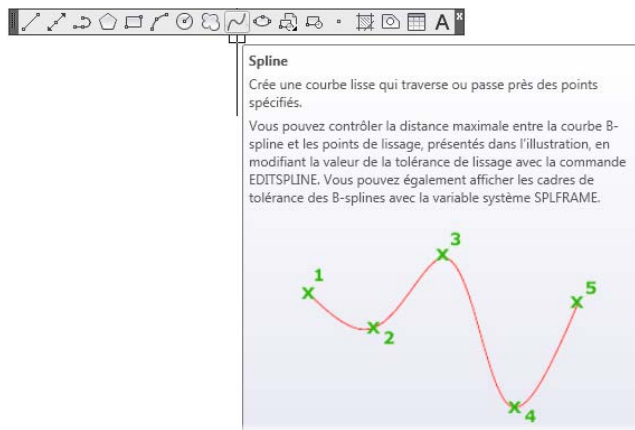 A
Spline
Crée une courbe lisse qui traverse ou passe près des points
spécifiés.
Vous pouvez contrôler la distance maximale entre la courbe B-
spline et les points de lissage, présentés dans l'illustration, en
modifiant la valeur de la tolérance de lissage avec la commande
EDITSPLINE. Vous pouvez également afficher les cadres de
tolérance des B-splines avec la variable système SPLFRAME.
3
1
5
2
4